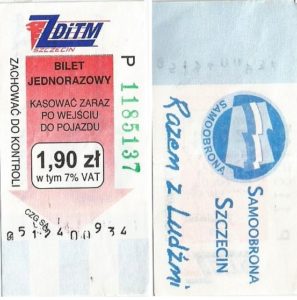 ZDiTM
SZCZECIN
BILET
JEDNORAZOWY
KASOWAĆ ZARAZ
PO WEJŚCIU
DO POJAZDU
1,90 zł
w tym 7% VAT
ZACHOWAĆ DO KONTROLI
P 1185137
SAMOOBRONA
SAMOOBRONA
SZCZECIN
Razem z Ludźmi